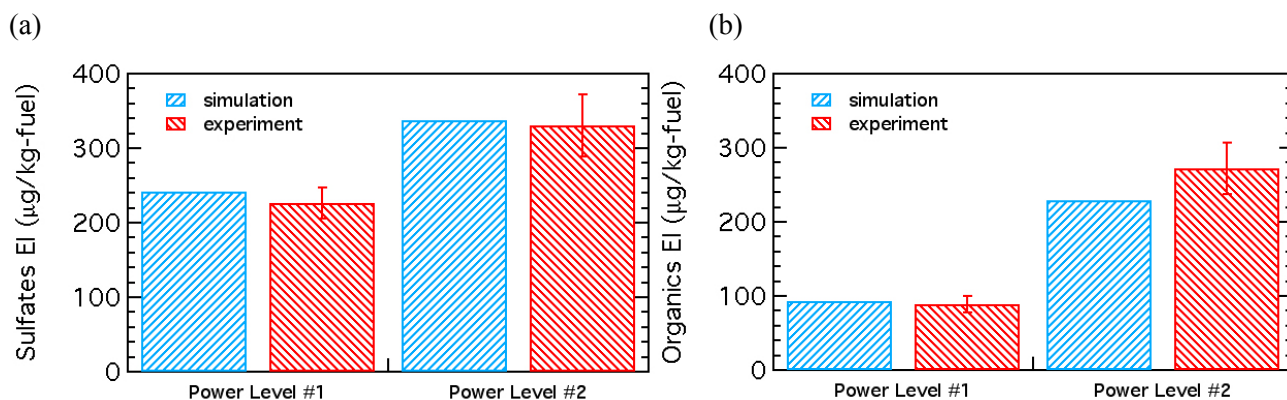 (a)
Sulfates EI (μg/kg-fuel)
400
300
200
100
0
simulation
experiment
Power Level #1
Power Level #2
(b)
Organics EI (μg/kg-fuel)
400
300
200
100
0
simulation
experiment
Power Level #1
Power Level #2